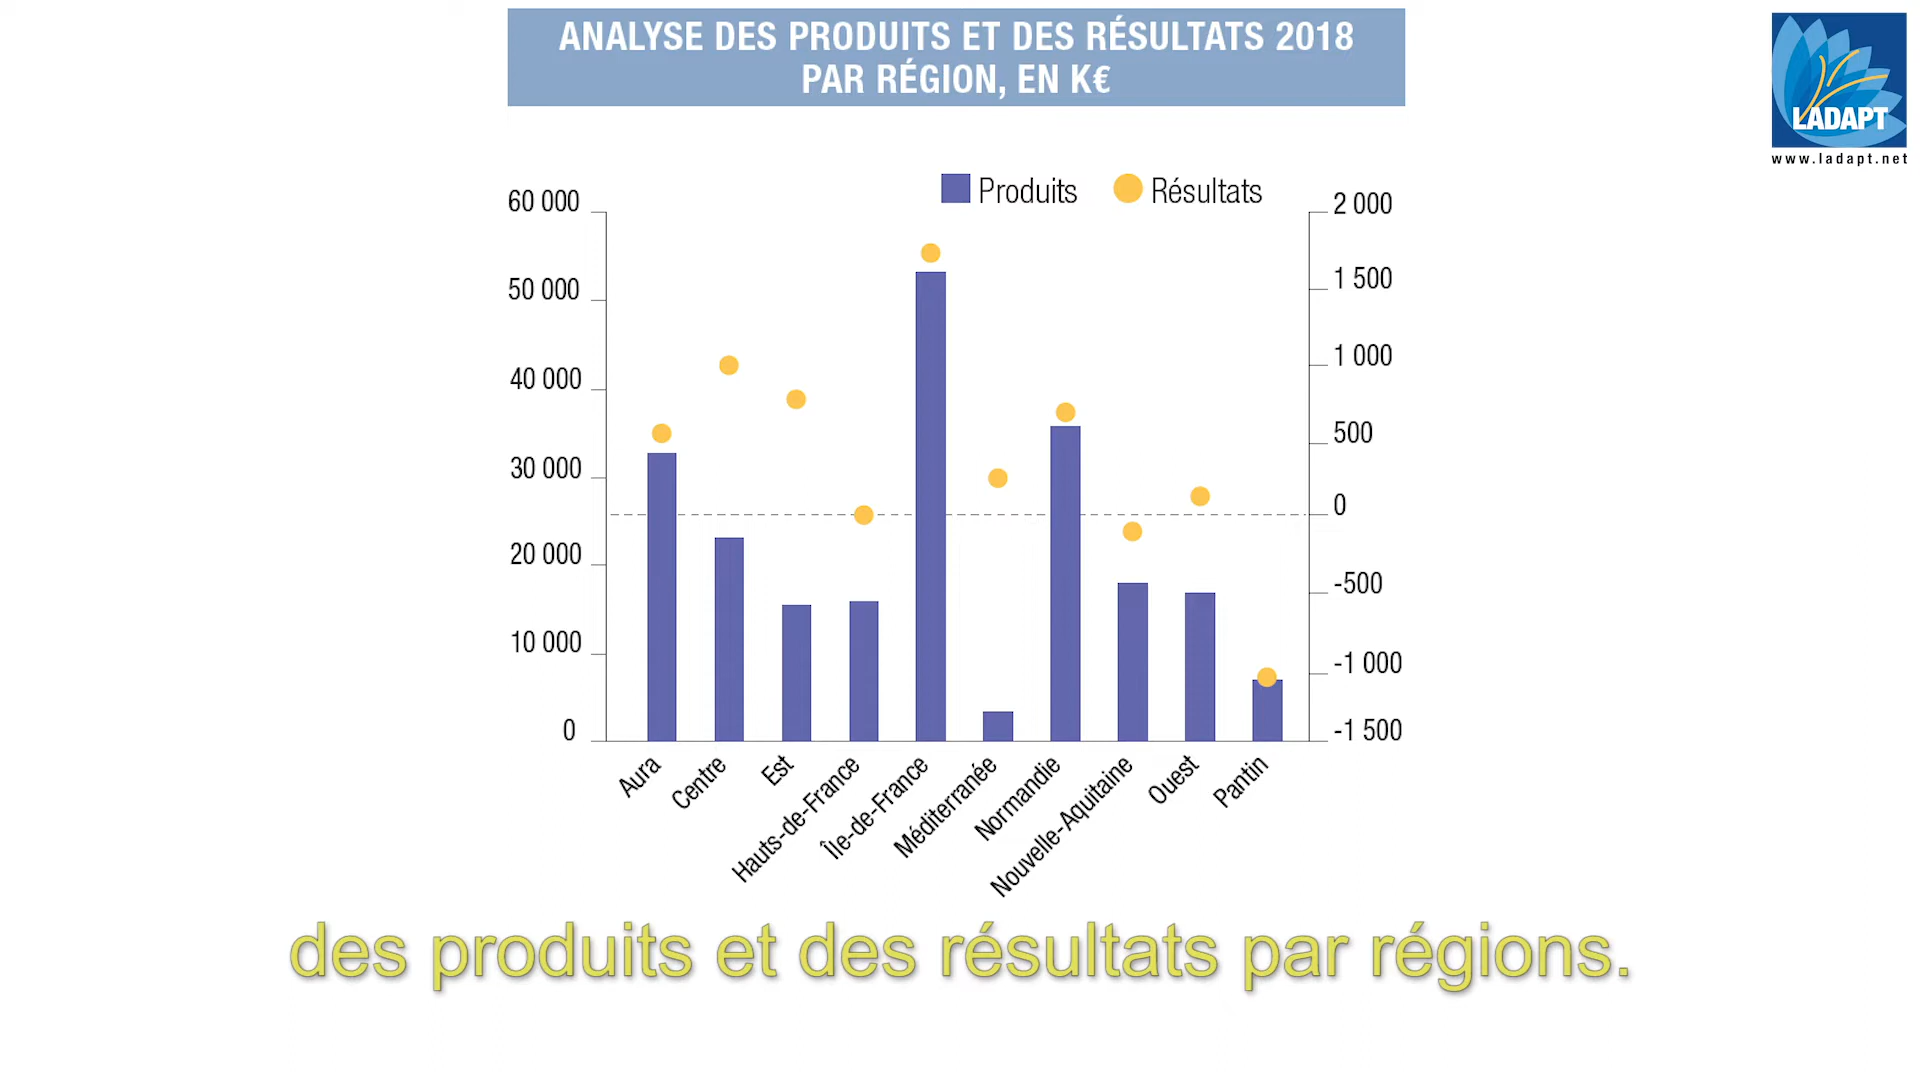 ANALYSE DES PRODUITS ET DES RÉSULTATS 2018
PAR RÉGION, EN K€
LADAPT
www.ladapt.net
Produits
Résultats
60 000
50 000
40 000
30 000
20 000
10 000
0
2 000
1 500
1 000
500
0
-500
-1 000
-1 500
Aura
Centre
Est
Hauts-de-France
Île-de-France
Méditerranée
Normandie
Nouvelle-Aquitaine
Ouest
Pantin
des produits et des résultats par régions.